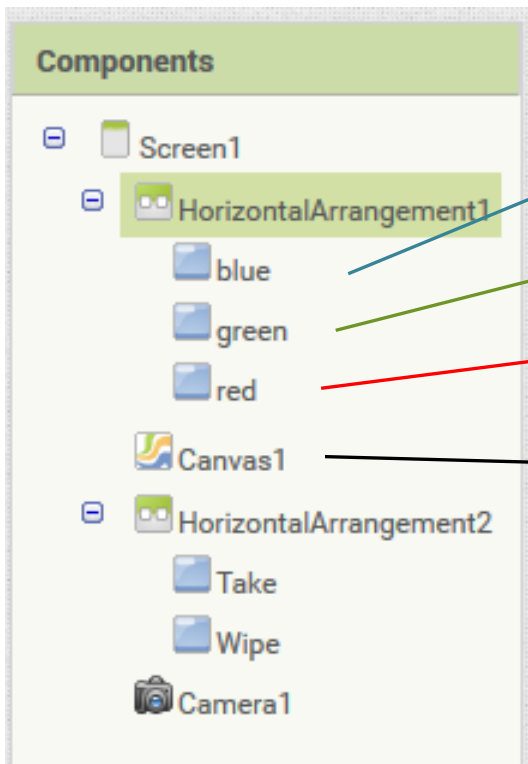 Components
Screen1
HorizontalArrangement1
blue
green
red
Canvas1
HorizontalArrangement2
Take
Wipe
Camera1